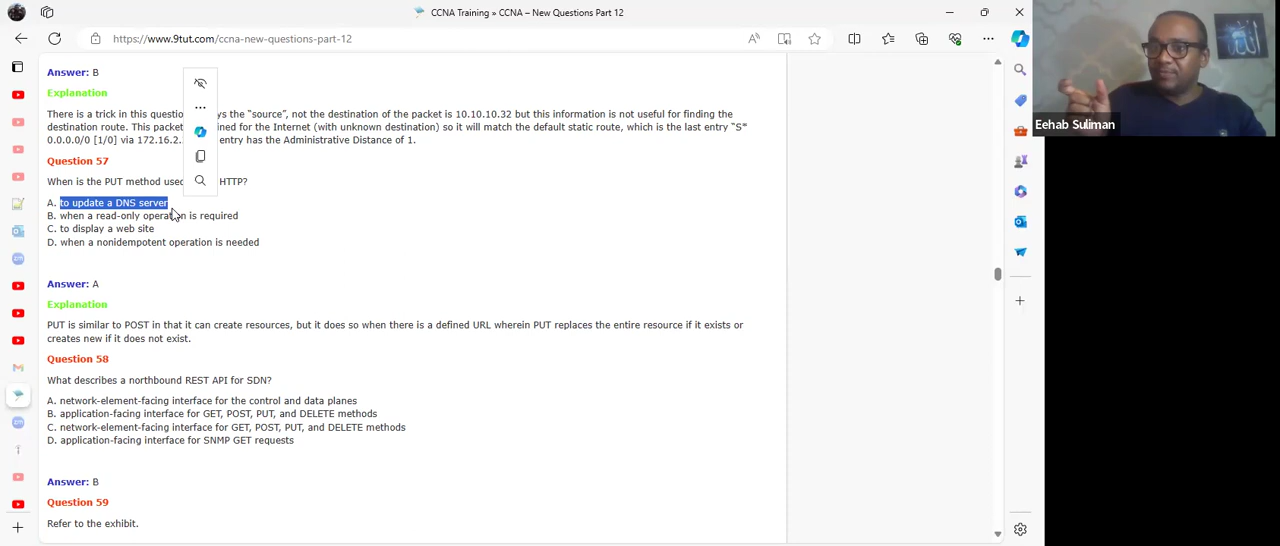 CCNA Training » CCNA – New Questions Part 12
https://www.9tut.com/ccna-new-questions-part-12
Answer: B
Explanation
There is a trick in this questio ys the “source”, not the destination of the packet is 10.10.10.32 but this information is not useful for finding the
destination route. This packet ined for the Internet (with unknown destination) so it will match the default static route, which is the last entry “S*
0.0.0.0/0 [1/0] via 172.16.2. entry has the Administrative Distance of 1.
Question 57
When is the PUT method used HTTP?
A. to update a DNS server
B. when a read-only operation is required
C. to display a web site
D. when a nonidempotent operation is needed
Answer: A
Explanation
PUT is similar to POST in that it can create resources, but it does so when there is a defined URL wherein PUT replaces the entire resource if it exists or
creates new if it does not exist.
Question 58
What describes a northbound REST API for SDN?
A. network-element-facing interface for the control and data planes
B. application-facing interface for GET, POST, PUT, and DELETE methods
C. network-element-facing interface for GET, POST, PUT, and DELETE methods
D. application-facing interface for SNMP GET requests
Answer: B
Question 59
Refer to the exhibit.
Eehab Suliman